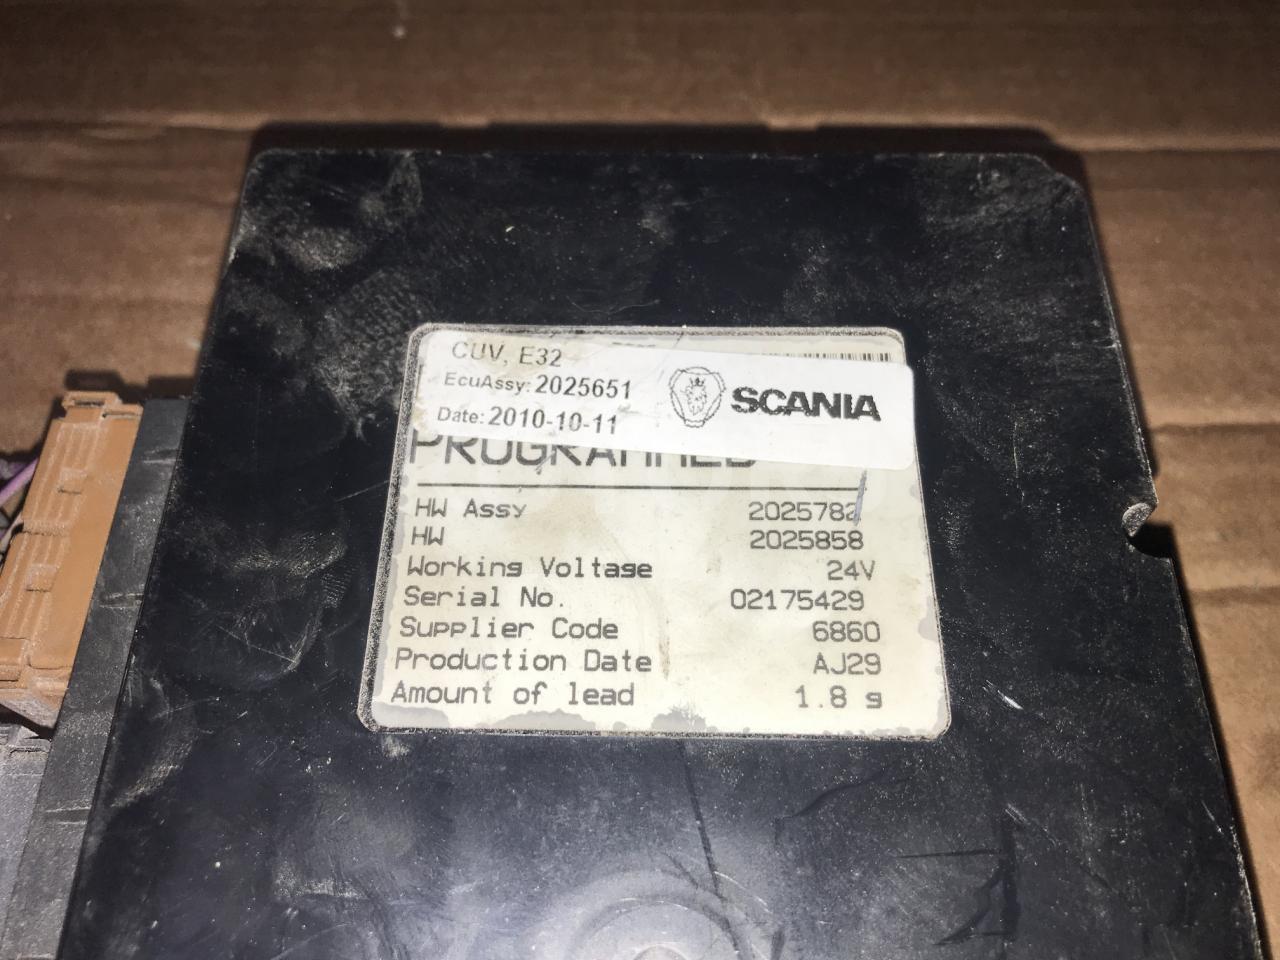 CUV, E32
EcuAssy: 2025651
Date: 2010-10-11
SCANIA
PROGRAMMED
HW Assy 2025782
HW 2025858
Working Voltage 24V
Serial No. 02175429
Supplier Code 6860
Production Date AJ29
Amount of lead 1.8 g